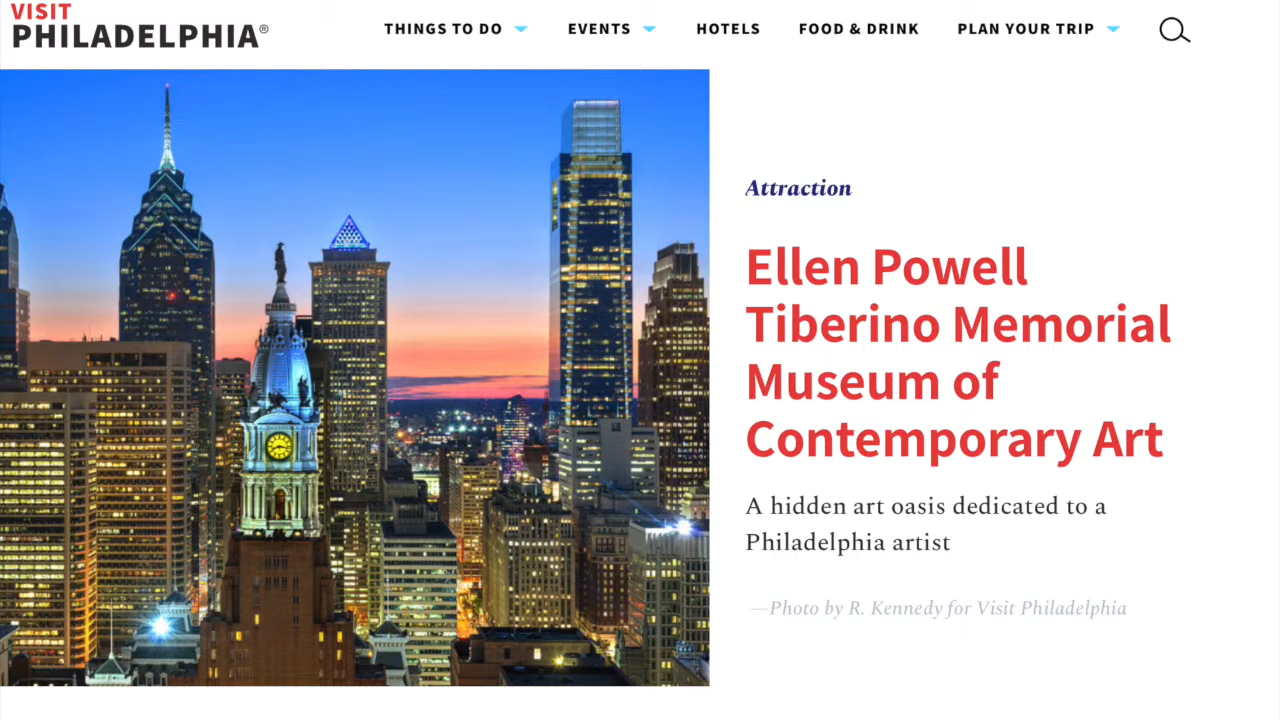 VISIT
PHILADELPHIA®
THINGS TO DO
EVENTS
HOTELS
FOOD & DRINK
PLAN YOUR TRIP
Attraction
Ellen Powell
Tiberino Memorial
Museum of
Contemporary Art
A hidden art oasis dedicated to a
Philadelphia artist
—Photo by R. Kennedy for Visit Philadelphia